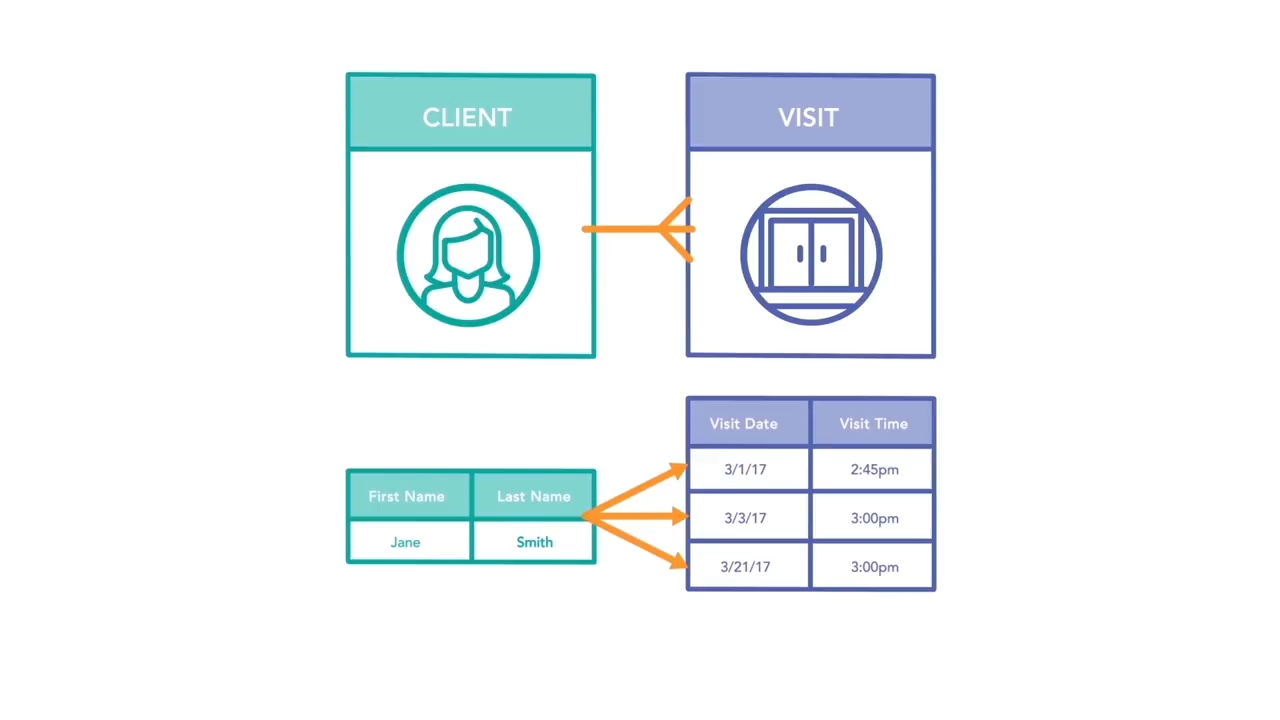 CLIENT
VISIT
First Name Last Name
Jane Smith
Visit Date Visit Time
3/1/17 2:45pm
3/3/17 3:00pm
3/21/17 3:00pm